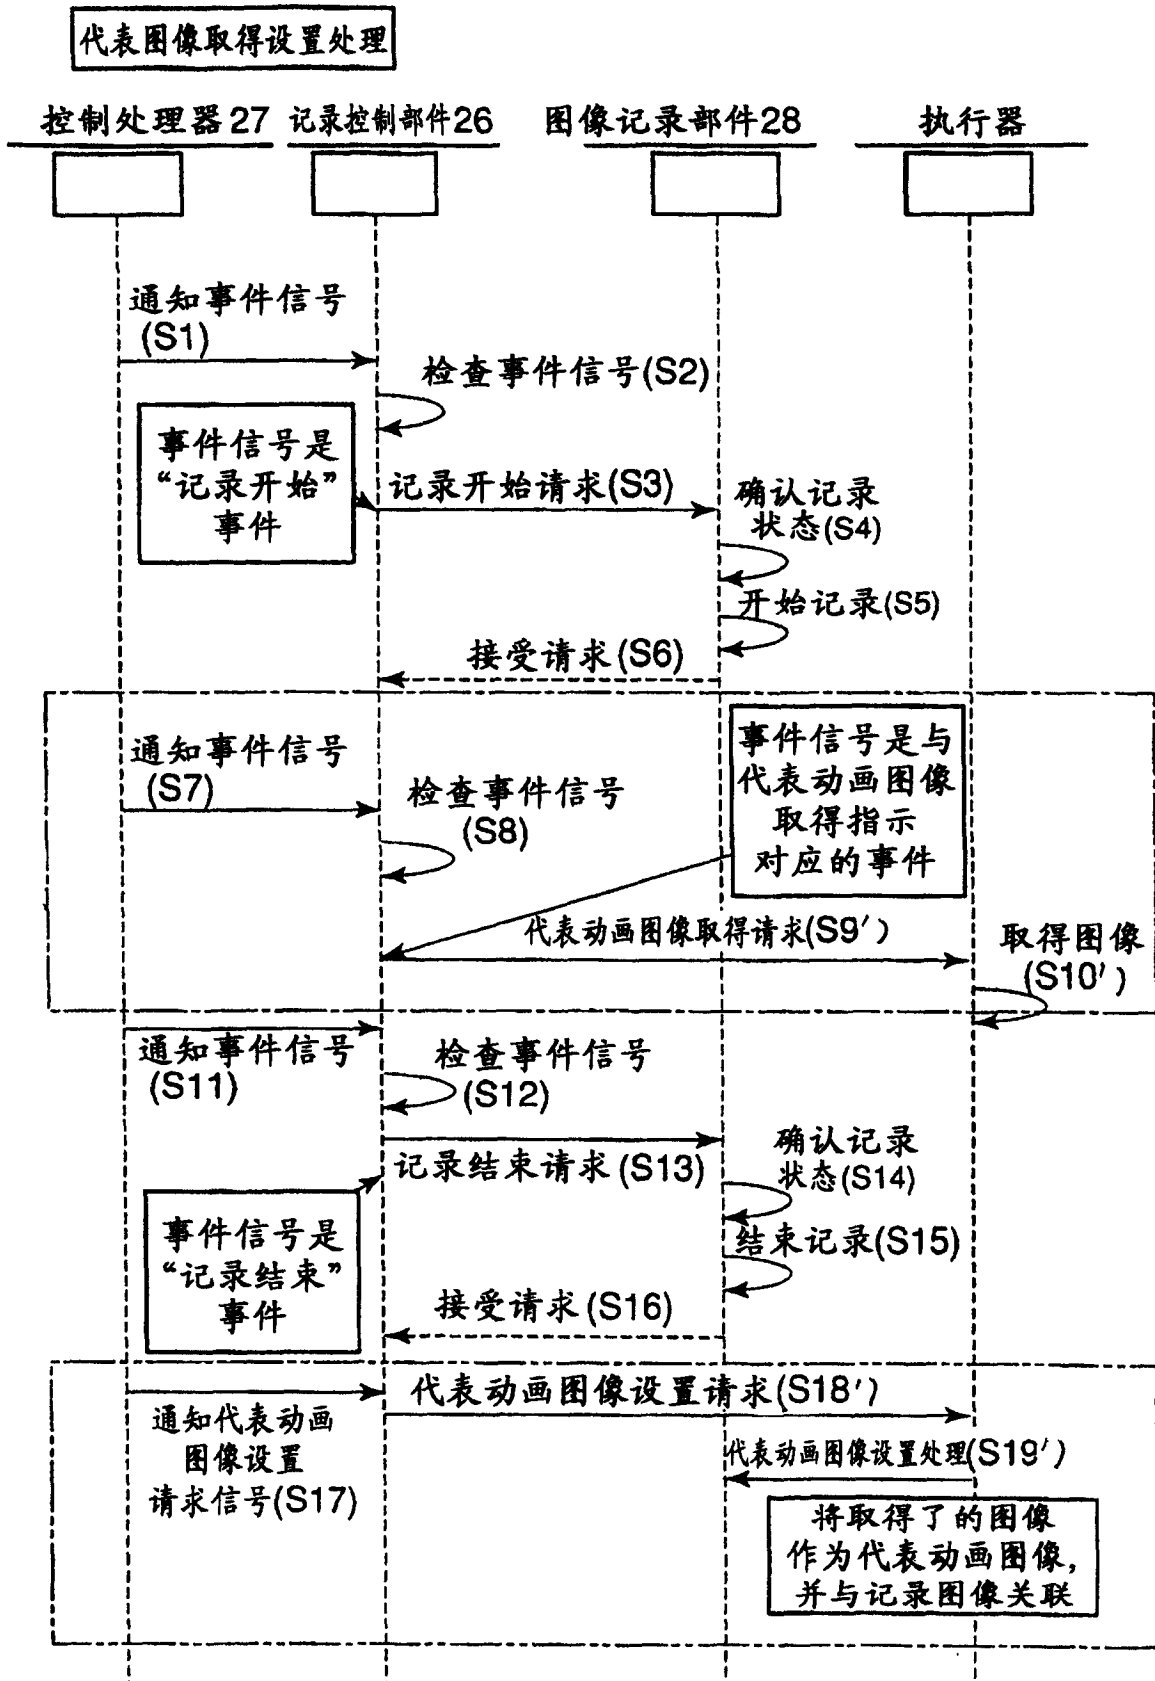 代表图像取得设置处理
控制处理器27
记录控制部件26
图像记录部件28
执行器
通知事件信号
(S1)
检查事件信号(S2)
事件信号是
“记录开始”
事件
记录开始请求(S3)
确认记录
状态(S4)
开始记录(S5)
接受请求(S6)
通知事件信号
(S7)
检查事件信号
(S8)
事件信号是与
代表动画图像
取得指示
对应的事件
代表动画图像取得请求(S9′)
取得图像
(S10′)
通知事件信号
(S11)
检查事件信号
(S12)
记录结束请求(S13)
确认记录
状态(S14)
事件信号是
“记录结束”
事件
结束记录(S15)
接受请求(S16)
通知代表动画
图像设置
请求信号(S17)
代表动画图像设置请求(S18′)
代表动画图像设置处理(S19′)
将取得了的图像
作为代表动画图像,
并与记录图像关联